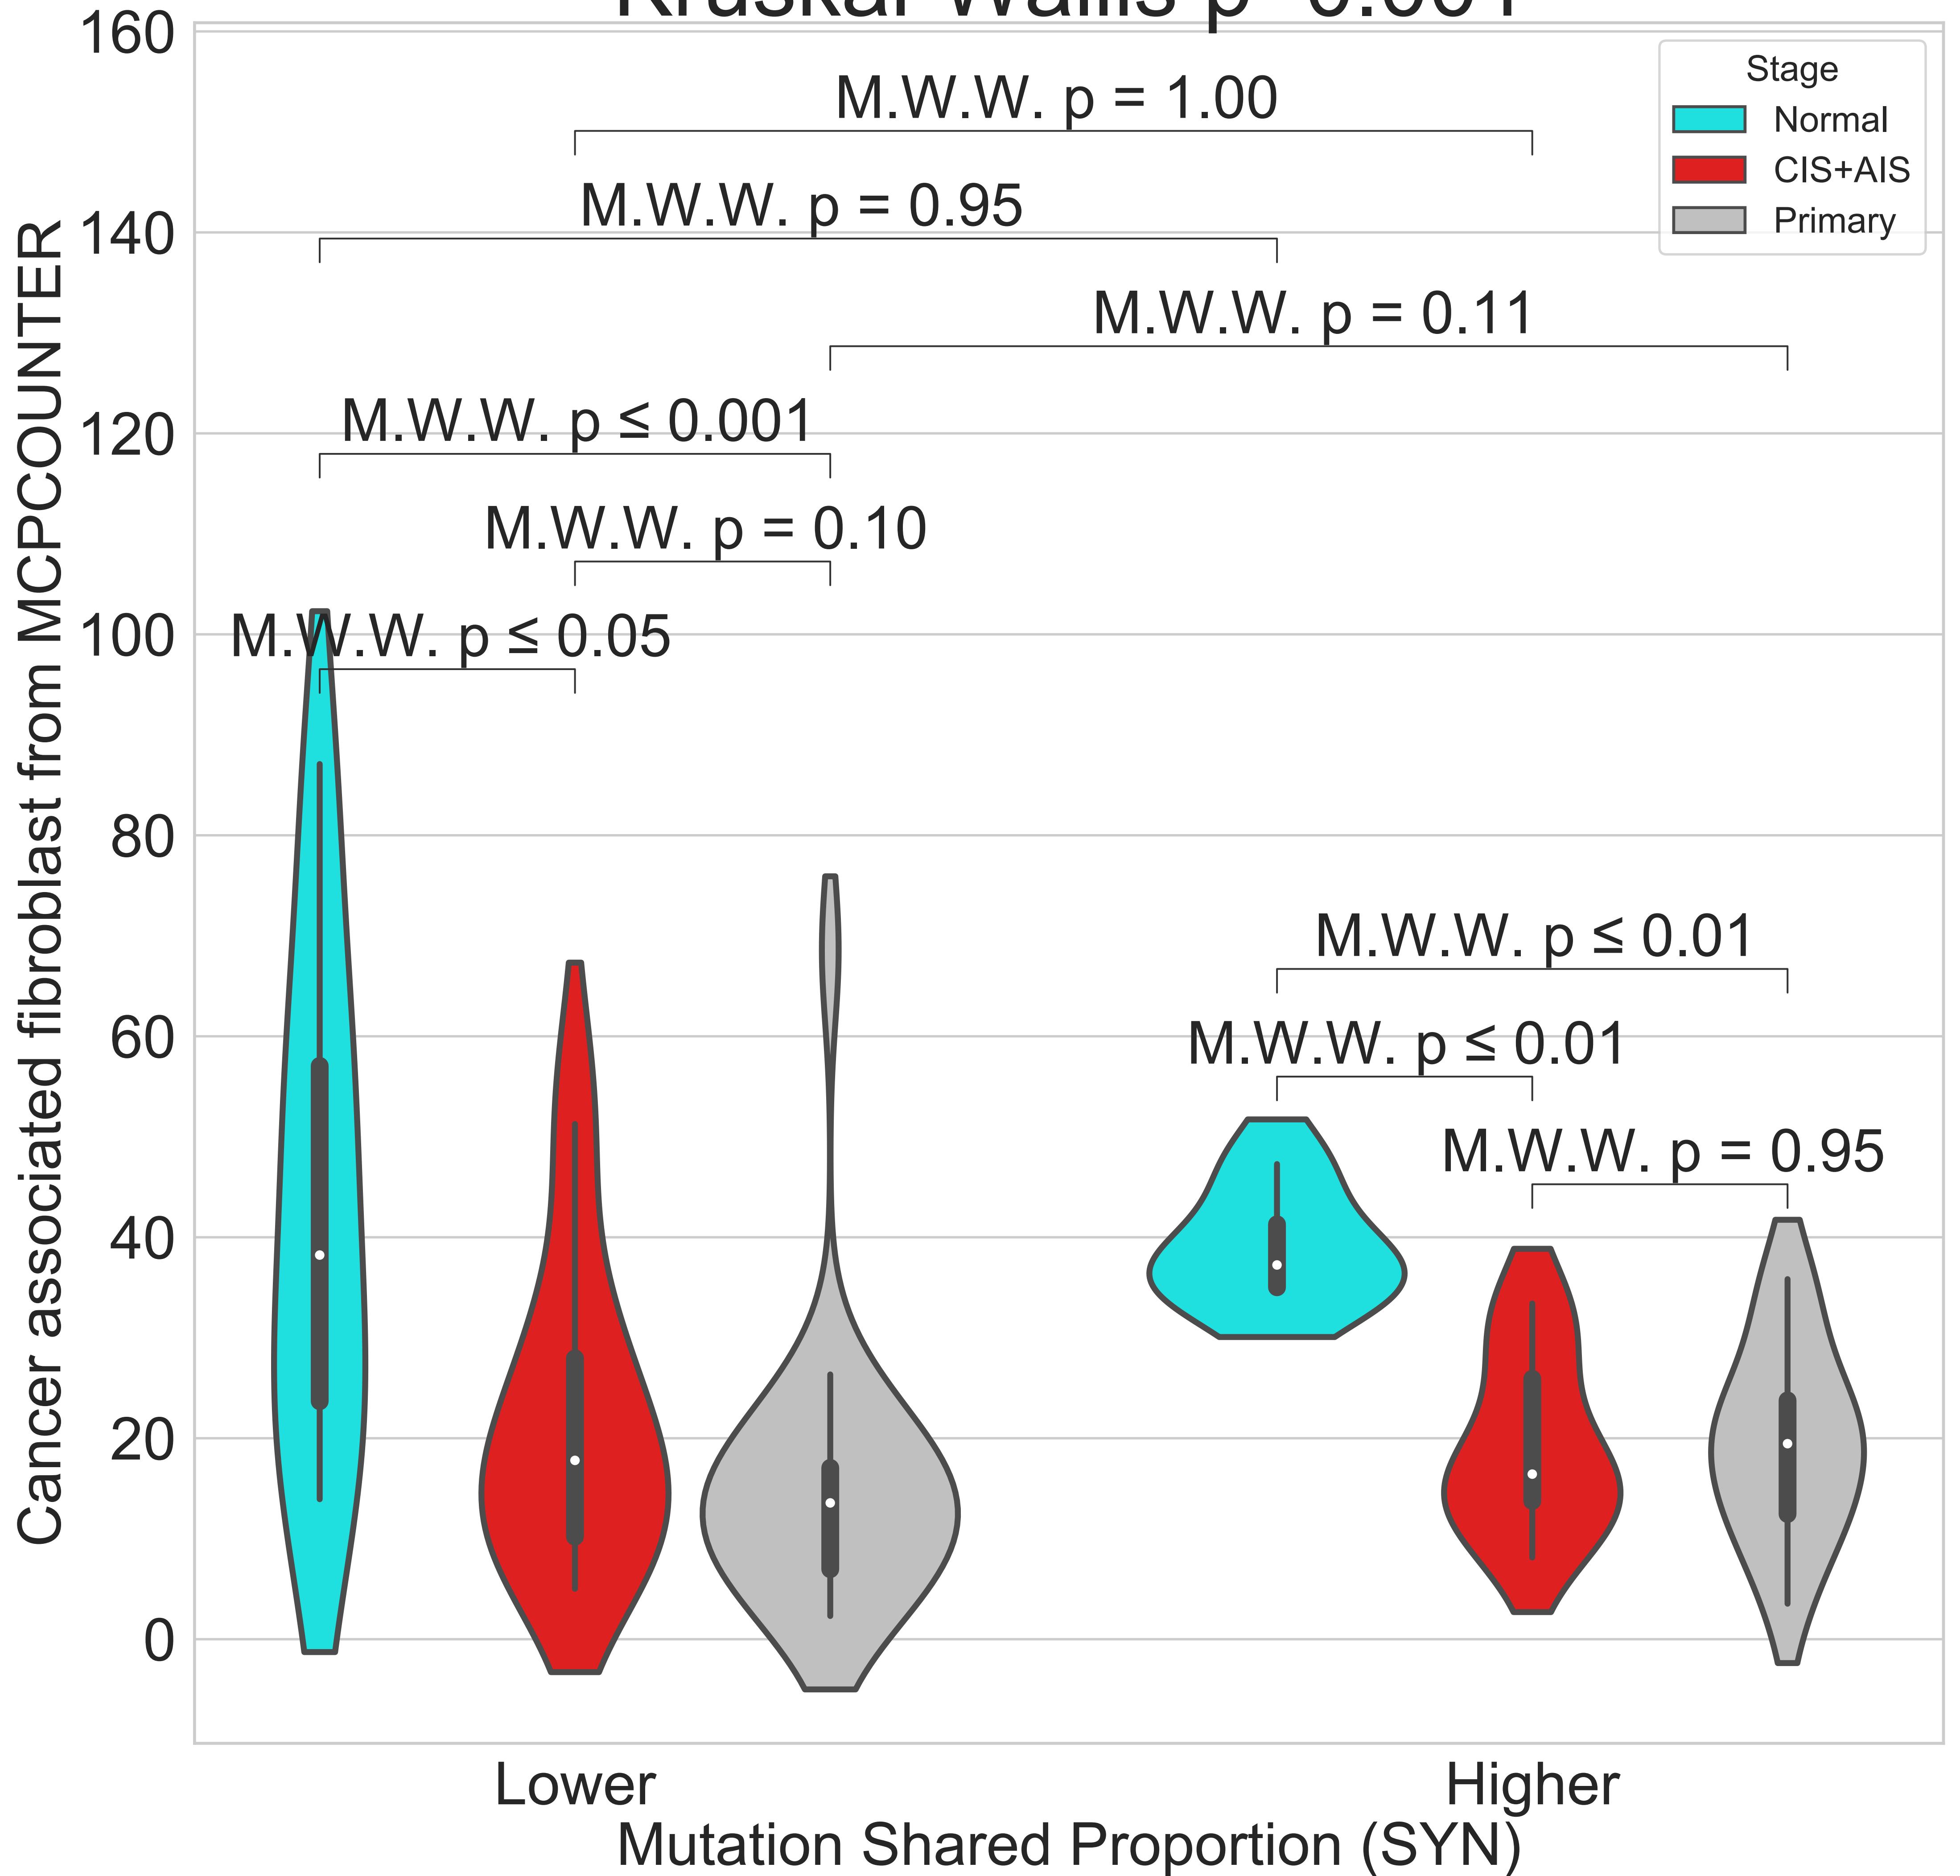 Kruskal-Wallis p
160
M.W.W. p = 1.00
Stage
Normal
CIS+AIS
Primary
M.W.W. p = 0.95
140
M.W.W. p = 0.11
M.W.W. p ≤ 0.001
120
M.W.W. p = 0.10
M.W.W. p ≤ 0.05
100
80
M.W.W. p ≤ 0.01
60
M.W.W. p ≤ 0.01
M.W.W. p = 0.95
40
20
0
Cancer associated fibroblast from MCPCOUNTER
Lower
Higher
Mutation Shared Proportion (SYN)